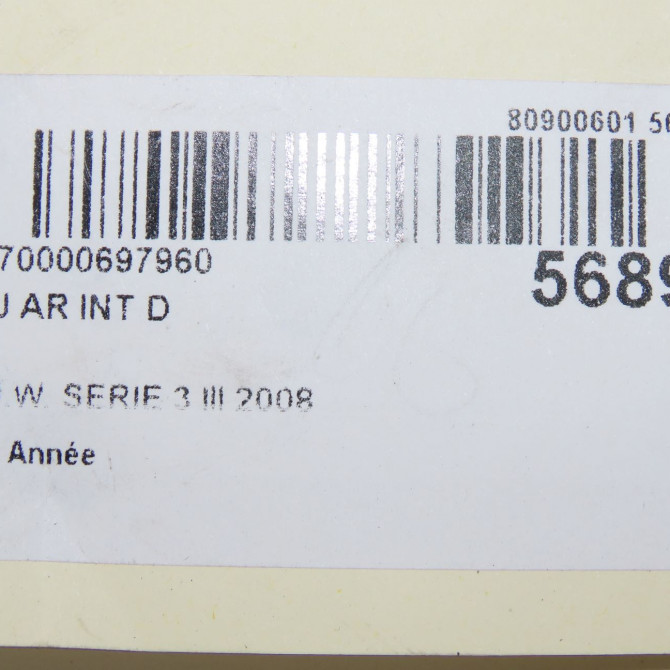 80900601 56
70000697960
5689
U AR INT D
.W. SERIE 3 III 2008
Année